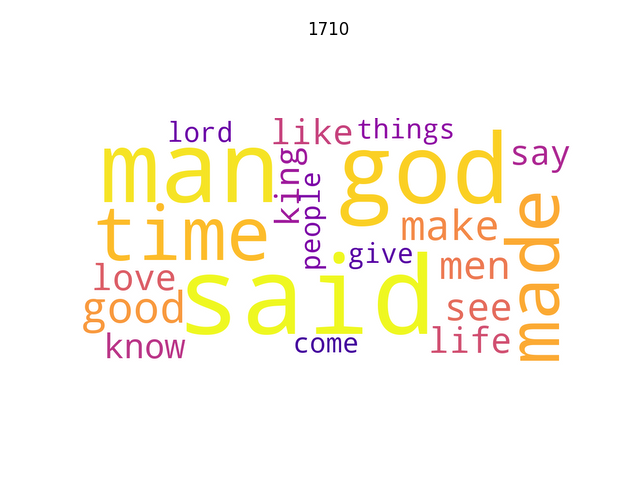 1710
lord
like
things
man
king
god
say
people
time
make
made
give
men
love
said
good
see
know
come
life